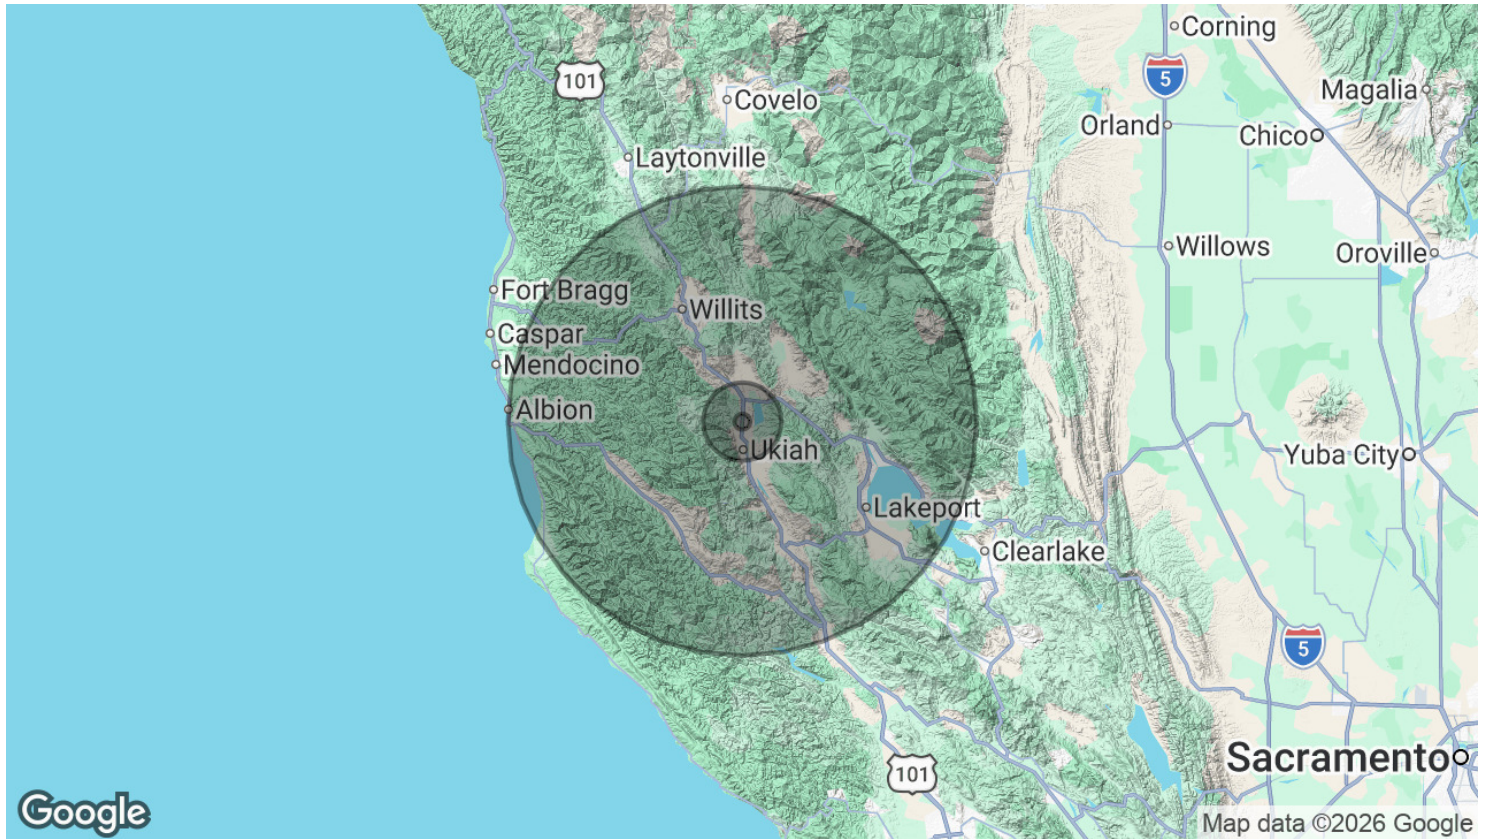 Corning
5
101
Magalia
Covelo
Orland
Chico
Laytonville
Willows
Oroville
Fort Bragg
Willits
Caspar
Mendocino
Albion
Ukiah
Yuba City
Lakeport
Clearlake
5
Sacramento
101
Google
Map data ©2026 Google